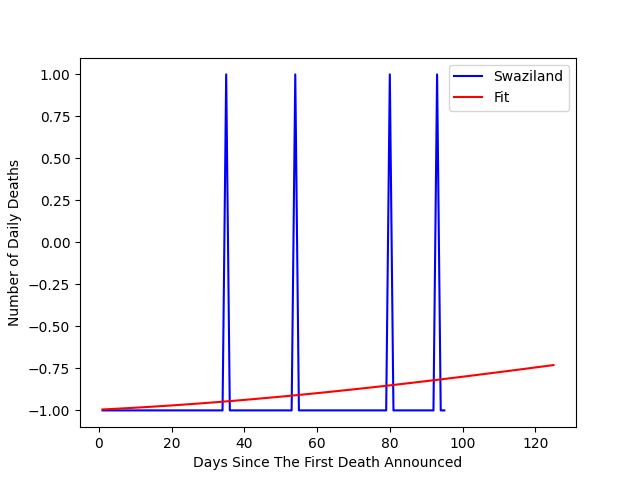 Swaziland
Fit
1.00
0.75
0.50
0.25
0.00
−0.25
−0.50
−0.75
−1.00
Number of Daily Deaths
0 20 40 60 80 100 120
Days Since The First Death Announced